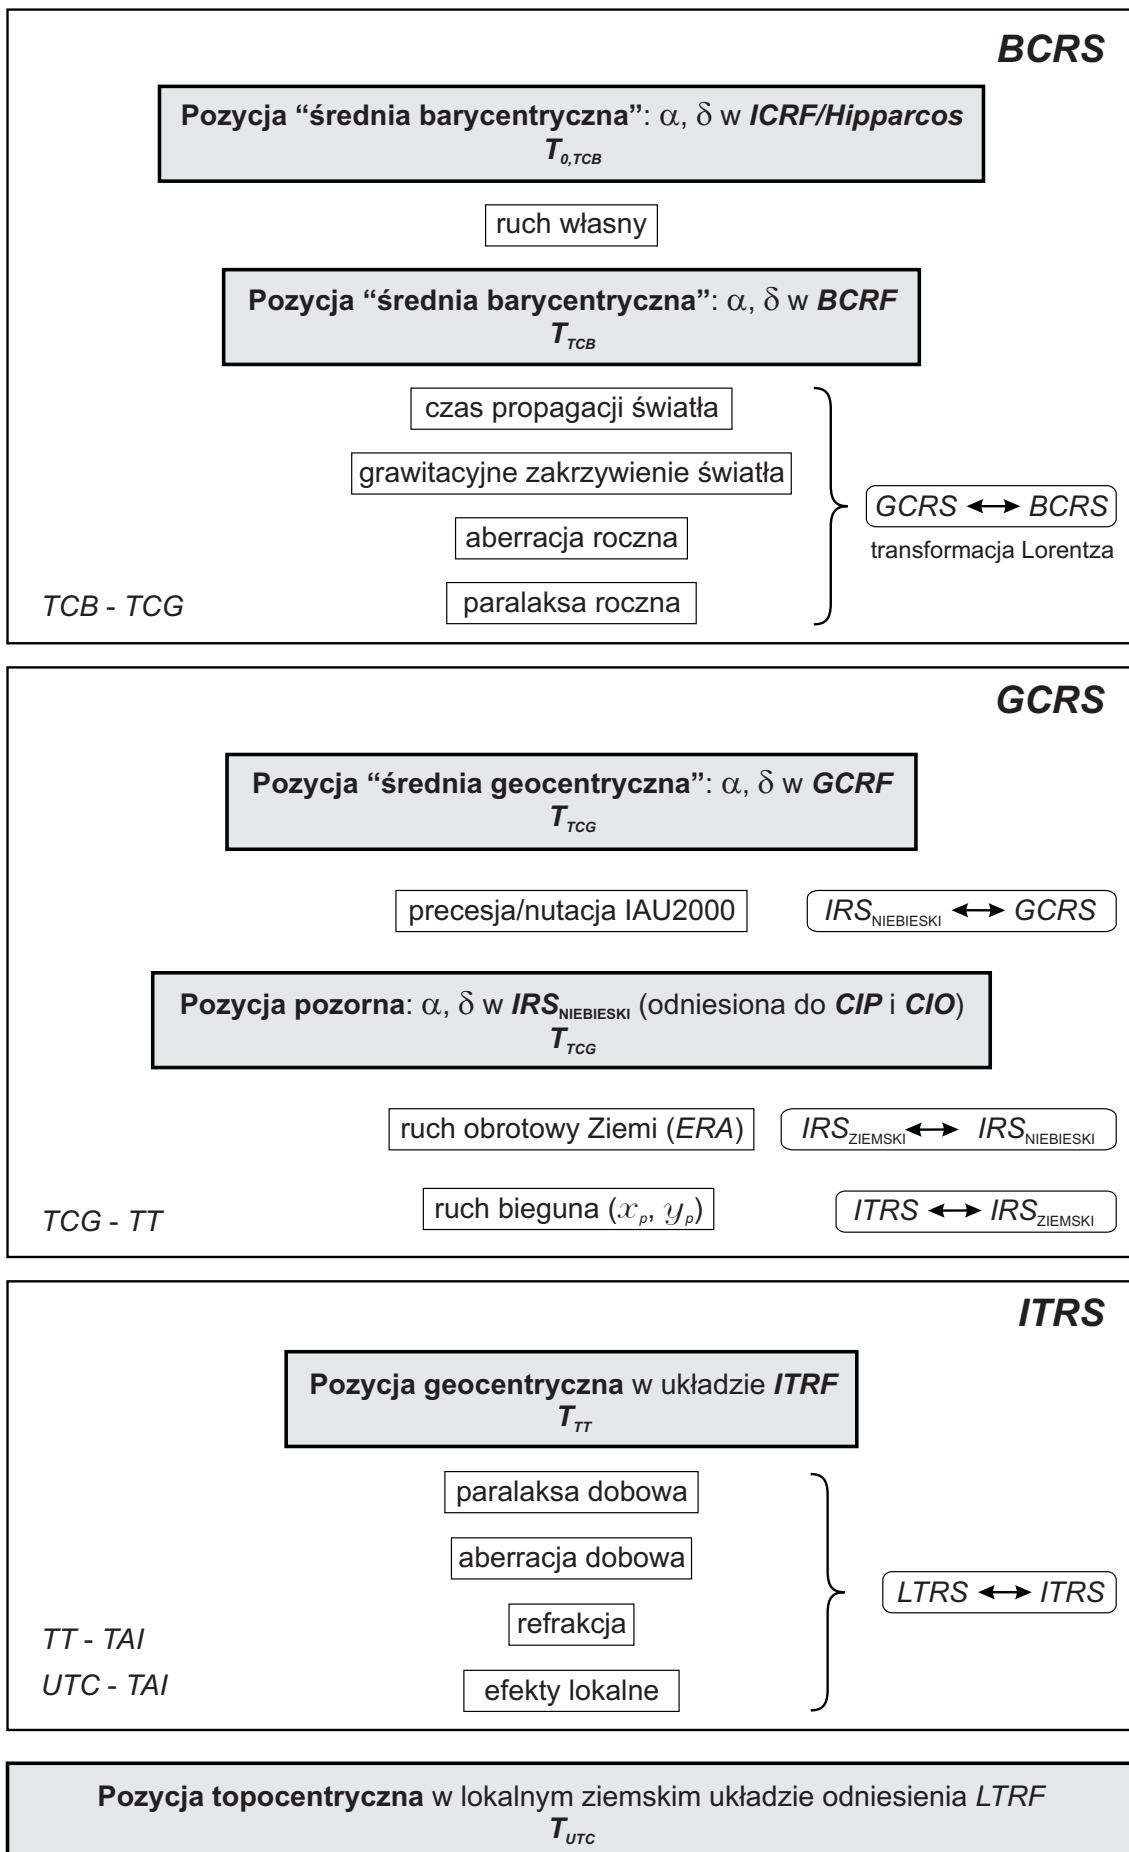 BCRS
Pozycja “średnia barycentryczna”: α, δ w ICRF/Hipparcos
T0,TCB
ruch własny
Pozycja “średnia barycentryczna”: α, δ w BCRF
TTCB
czas propagacji światła
grawitacyjne zakrzywienie światła
GCRS ↔ BCRS
aberracja roczna
transformacja Lorentza
TCB - TCG
paralaksa roczna
GCRS
Pozycja “średnia geocentryczna”: α, δ w GCRF
TTCG
precesja/nutacja IAU2000
IRSNIEBIESKI ↔ GCRS
Pozycja pozorna: α, δ w IRSNIEBIESKI (odniesiona do CIP i CIO)
TTCG
ruch obrotowy Ziemi (ERA)
IRSZIEMSKI ↔ IRSNIEBIESKI
TCG - TT
ruch bieguna (xp, yp)
ITRS ↔ IRSZIEMSKI
ITRS
Pozycja geocentryczna w układzie ITRF
TTT
paralaksa dobowa
aberracja dobowa
LTRS ↔ ITRS
refrakcja
TT - TAI
UTC - TAI
efekty lokalne
Pozycja topocentryczna w lokalnym ziemskim układzie odniesienia LTRF
TUTC